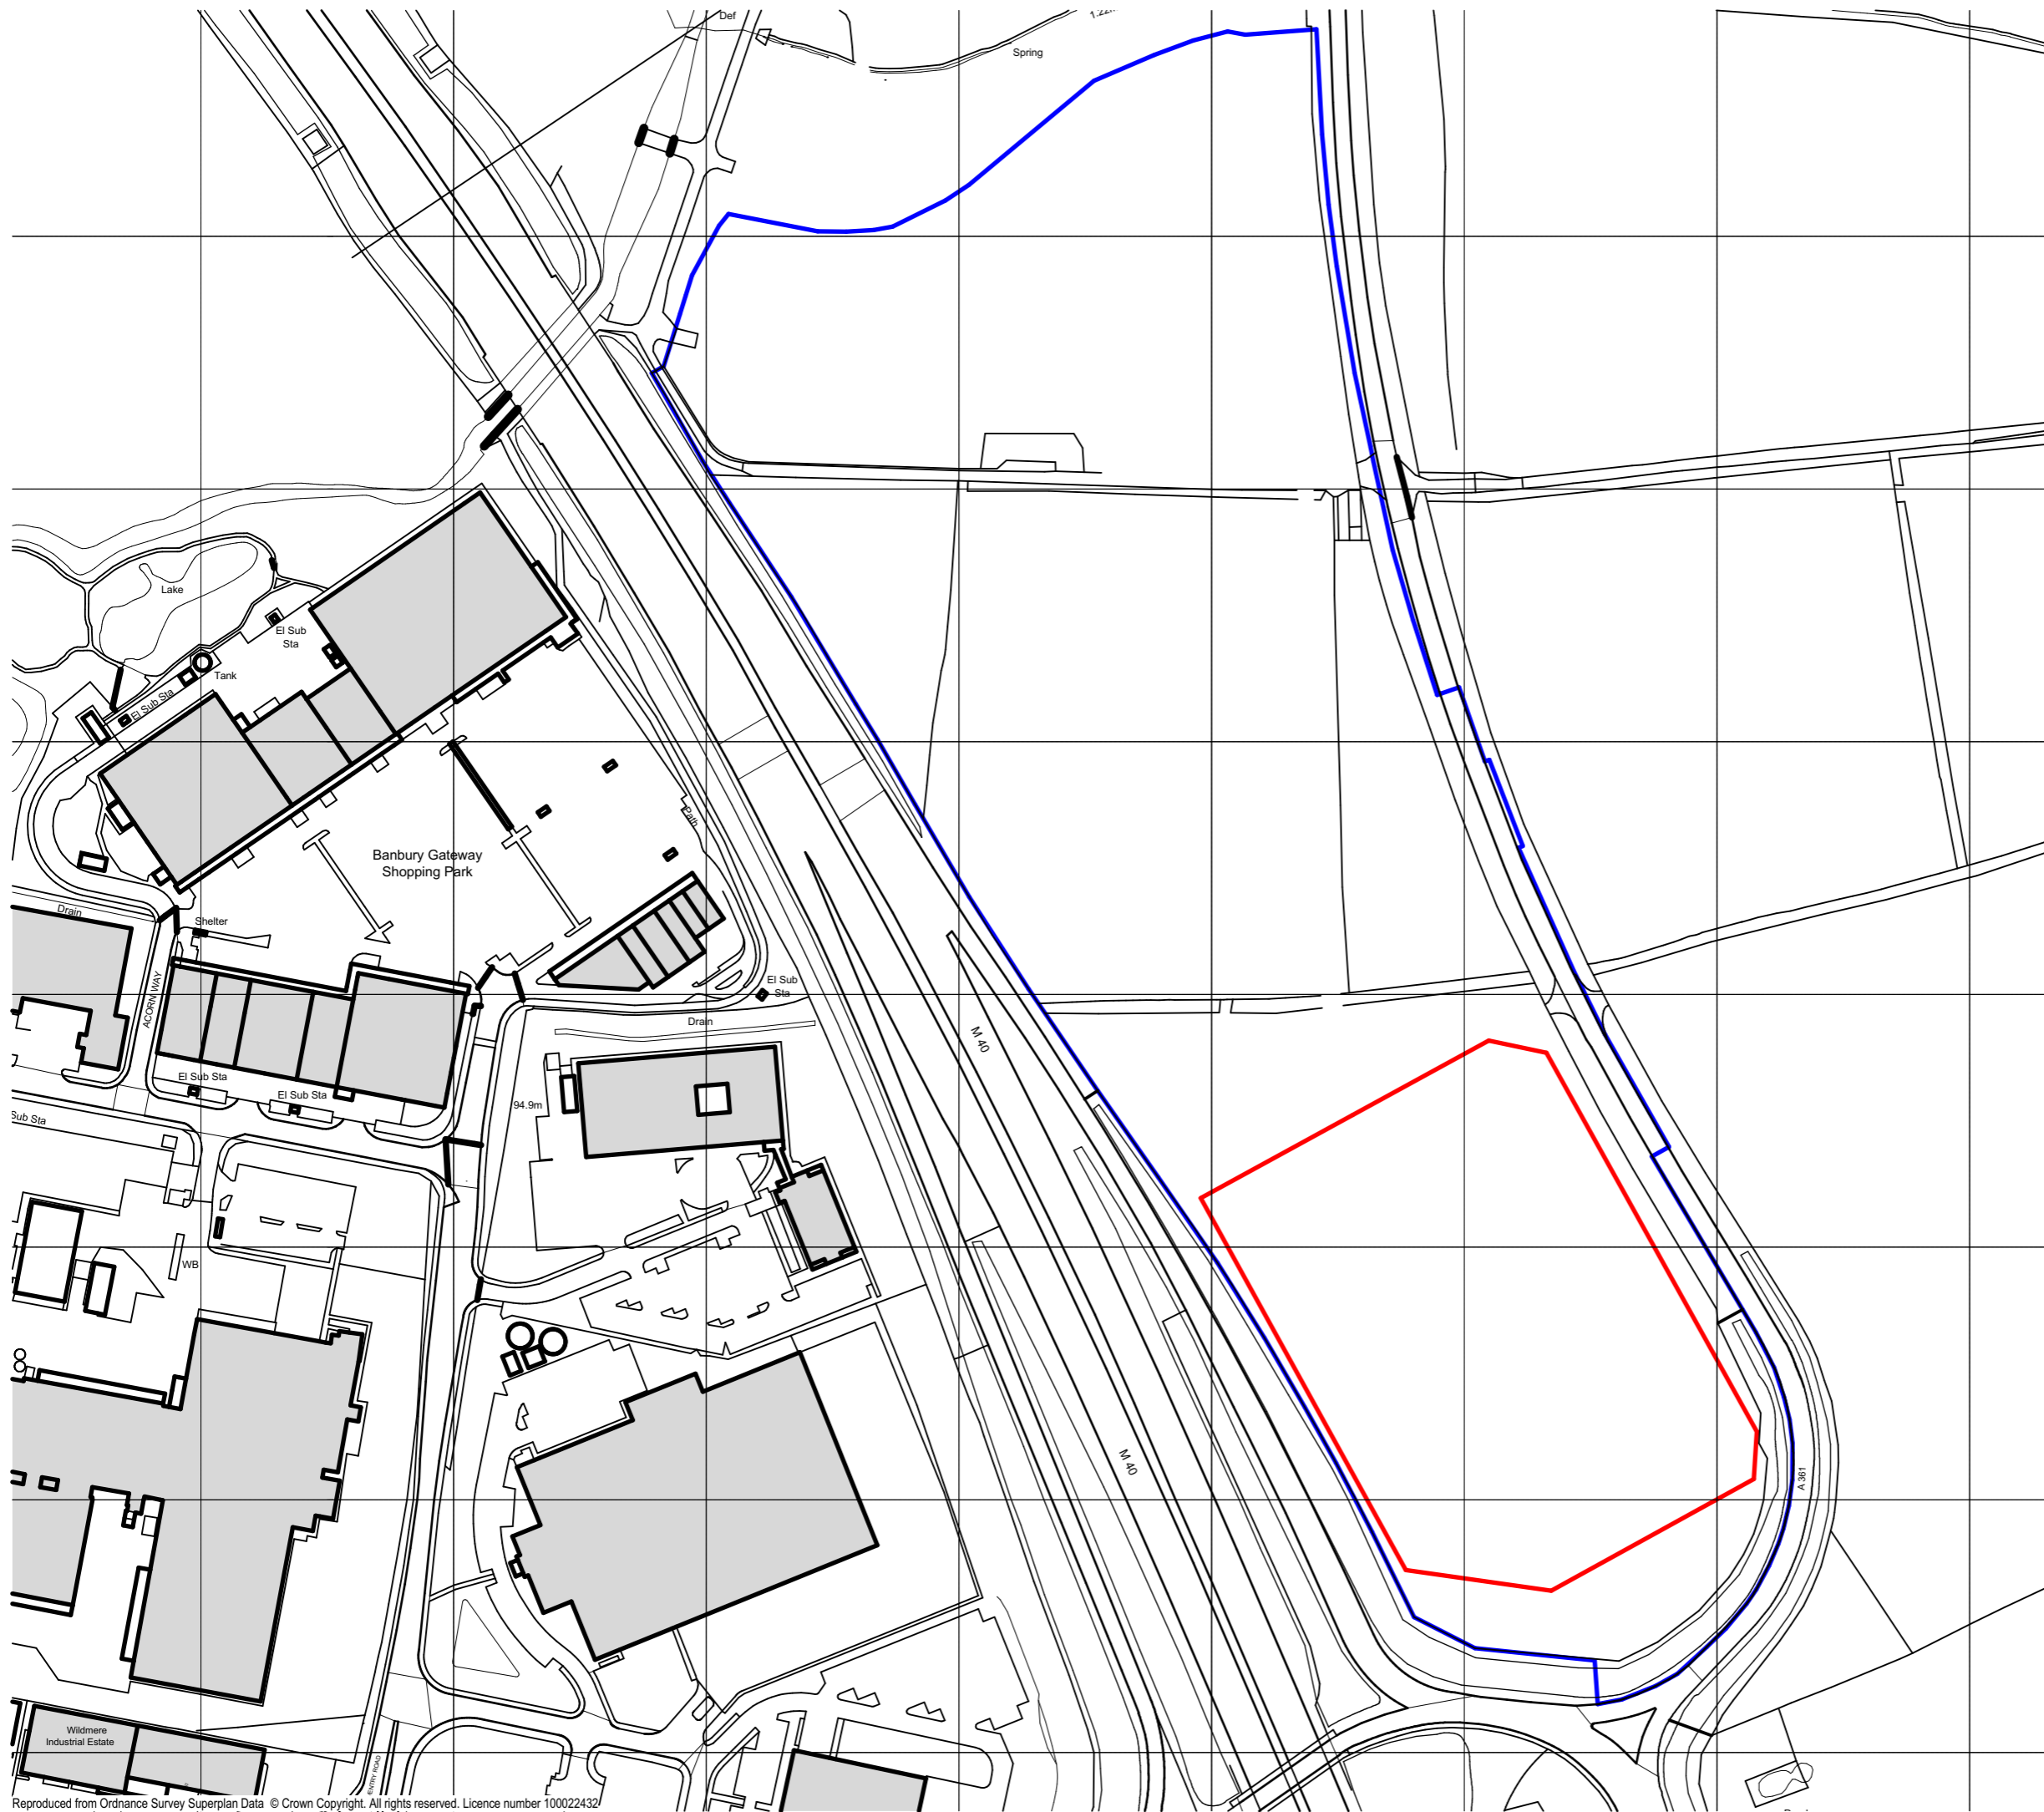 Def
Spring
Lake
El Sub
Sta
Tank
El Sub Sta
Path
Banbury Gateway
Shopping Park
Drain
Shelter
ACORN WAY
El Sub
Sta
Drain
M 40
El Sub Sta
El Sub Sta
94.9m
Sub Sta
WB
M 40
A 361
Wildmere
Industrial Estate
ENTRY ROAD
Reproduced from Ordnance Survey Superplan Data © Crown Copyright. All rights reserved. Licence number 100022432